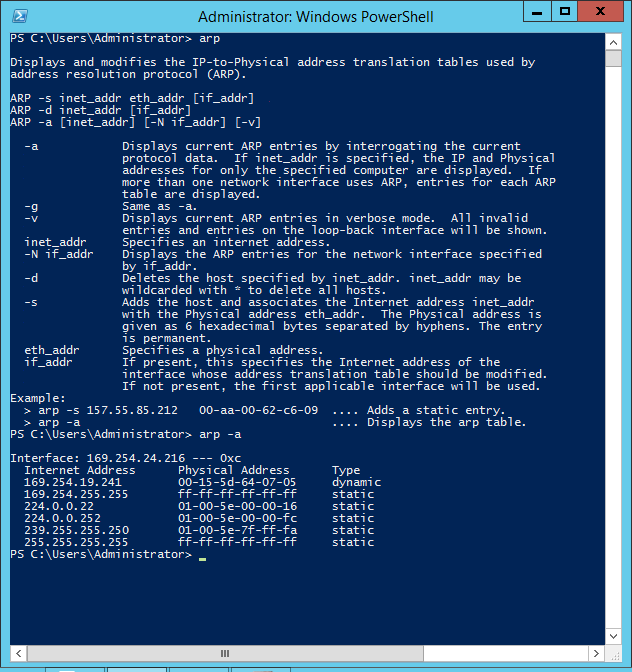 Administrator: Windows PowerShell
PS C:\Users\Administrator> arp
Displays and modifies the IP-to-Physical address translation tables used by
address resolution protocol (ARP).
ARP -s inet_addr eth_addr [if_addr]
ARP -d inet_addr [if_addr]
ARP -a [inet_addr] [-N if_addr] [-v]
-a Displays current ARP entries by interrogating the current
protocol data. If inet_addr is specified, the IP and Physical
addresses for only the specified computer are displayed. If
more than one network interface uses ARP, entries for each ARP
table are displayed.
-g Same as -a.
-v Displays current ARP entries in verbose mode. All invalid
entries and entries on the loop-back interface will be shown.
inet_addr Specifies an internet address.
-N if_addr Displays the ARP entries for the network interface specified
by if_addr.
-d Deletes the host specified by inet_addr. inet_addr may be
wildcarded with * to delete all hosts.
-s Adds the host and associates the Internet address inet_addr
with the Physical address eth_addr. The Physical address is
given as 6 hexadecimal bytes separated by hyphens. The entry
is permanent.
eth_addr Specifies a physical address.
if_addr If present, this specifies the Internet address of the
interface whose address translation table should be modified.
If not present, the first applicable interface will be used.
Example:
> arp -s 157.55.85.212 00-aa-00-62-c6-09 .... Adds a static entry.
> arp -a .... Displays the arp table.
PS C:\Users\Administrator> arp -a
Interface: 169.254.24.216 --- 0xc
Internet Address Physical Address Type
169.254.19.241 00-15-5d-64-07-05 dynamic
169.254.255.255 ff-ff-ff-ff-ff-ff static
224.0.0.22 01-00-5e-00-00-16 static
224.0.0.252 01-00-5e-00-00-fc static
239.255.255.250 01-00-5e-7f-ff-fa static
255.255.255.255 ff-ff-ff-ff-ff-ff static
PS C:\Users\Administrator> _